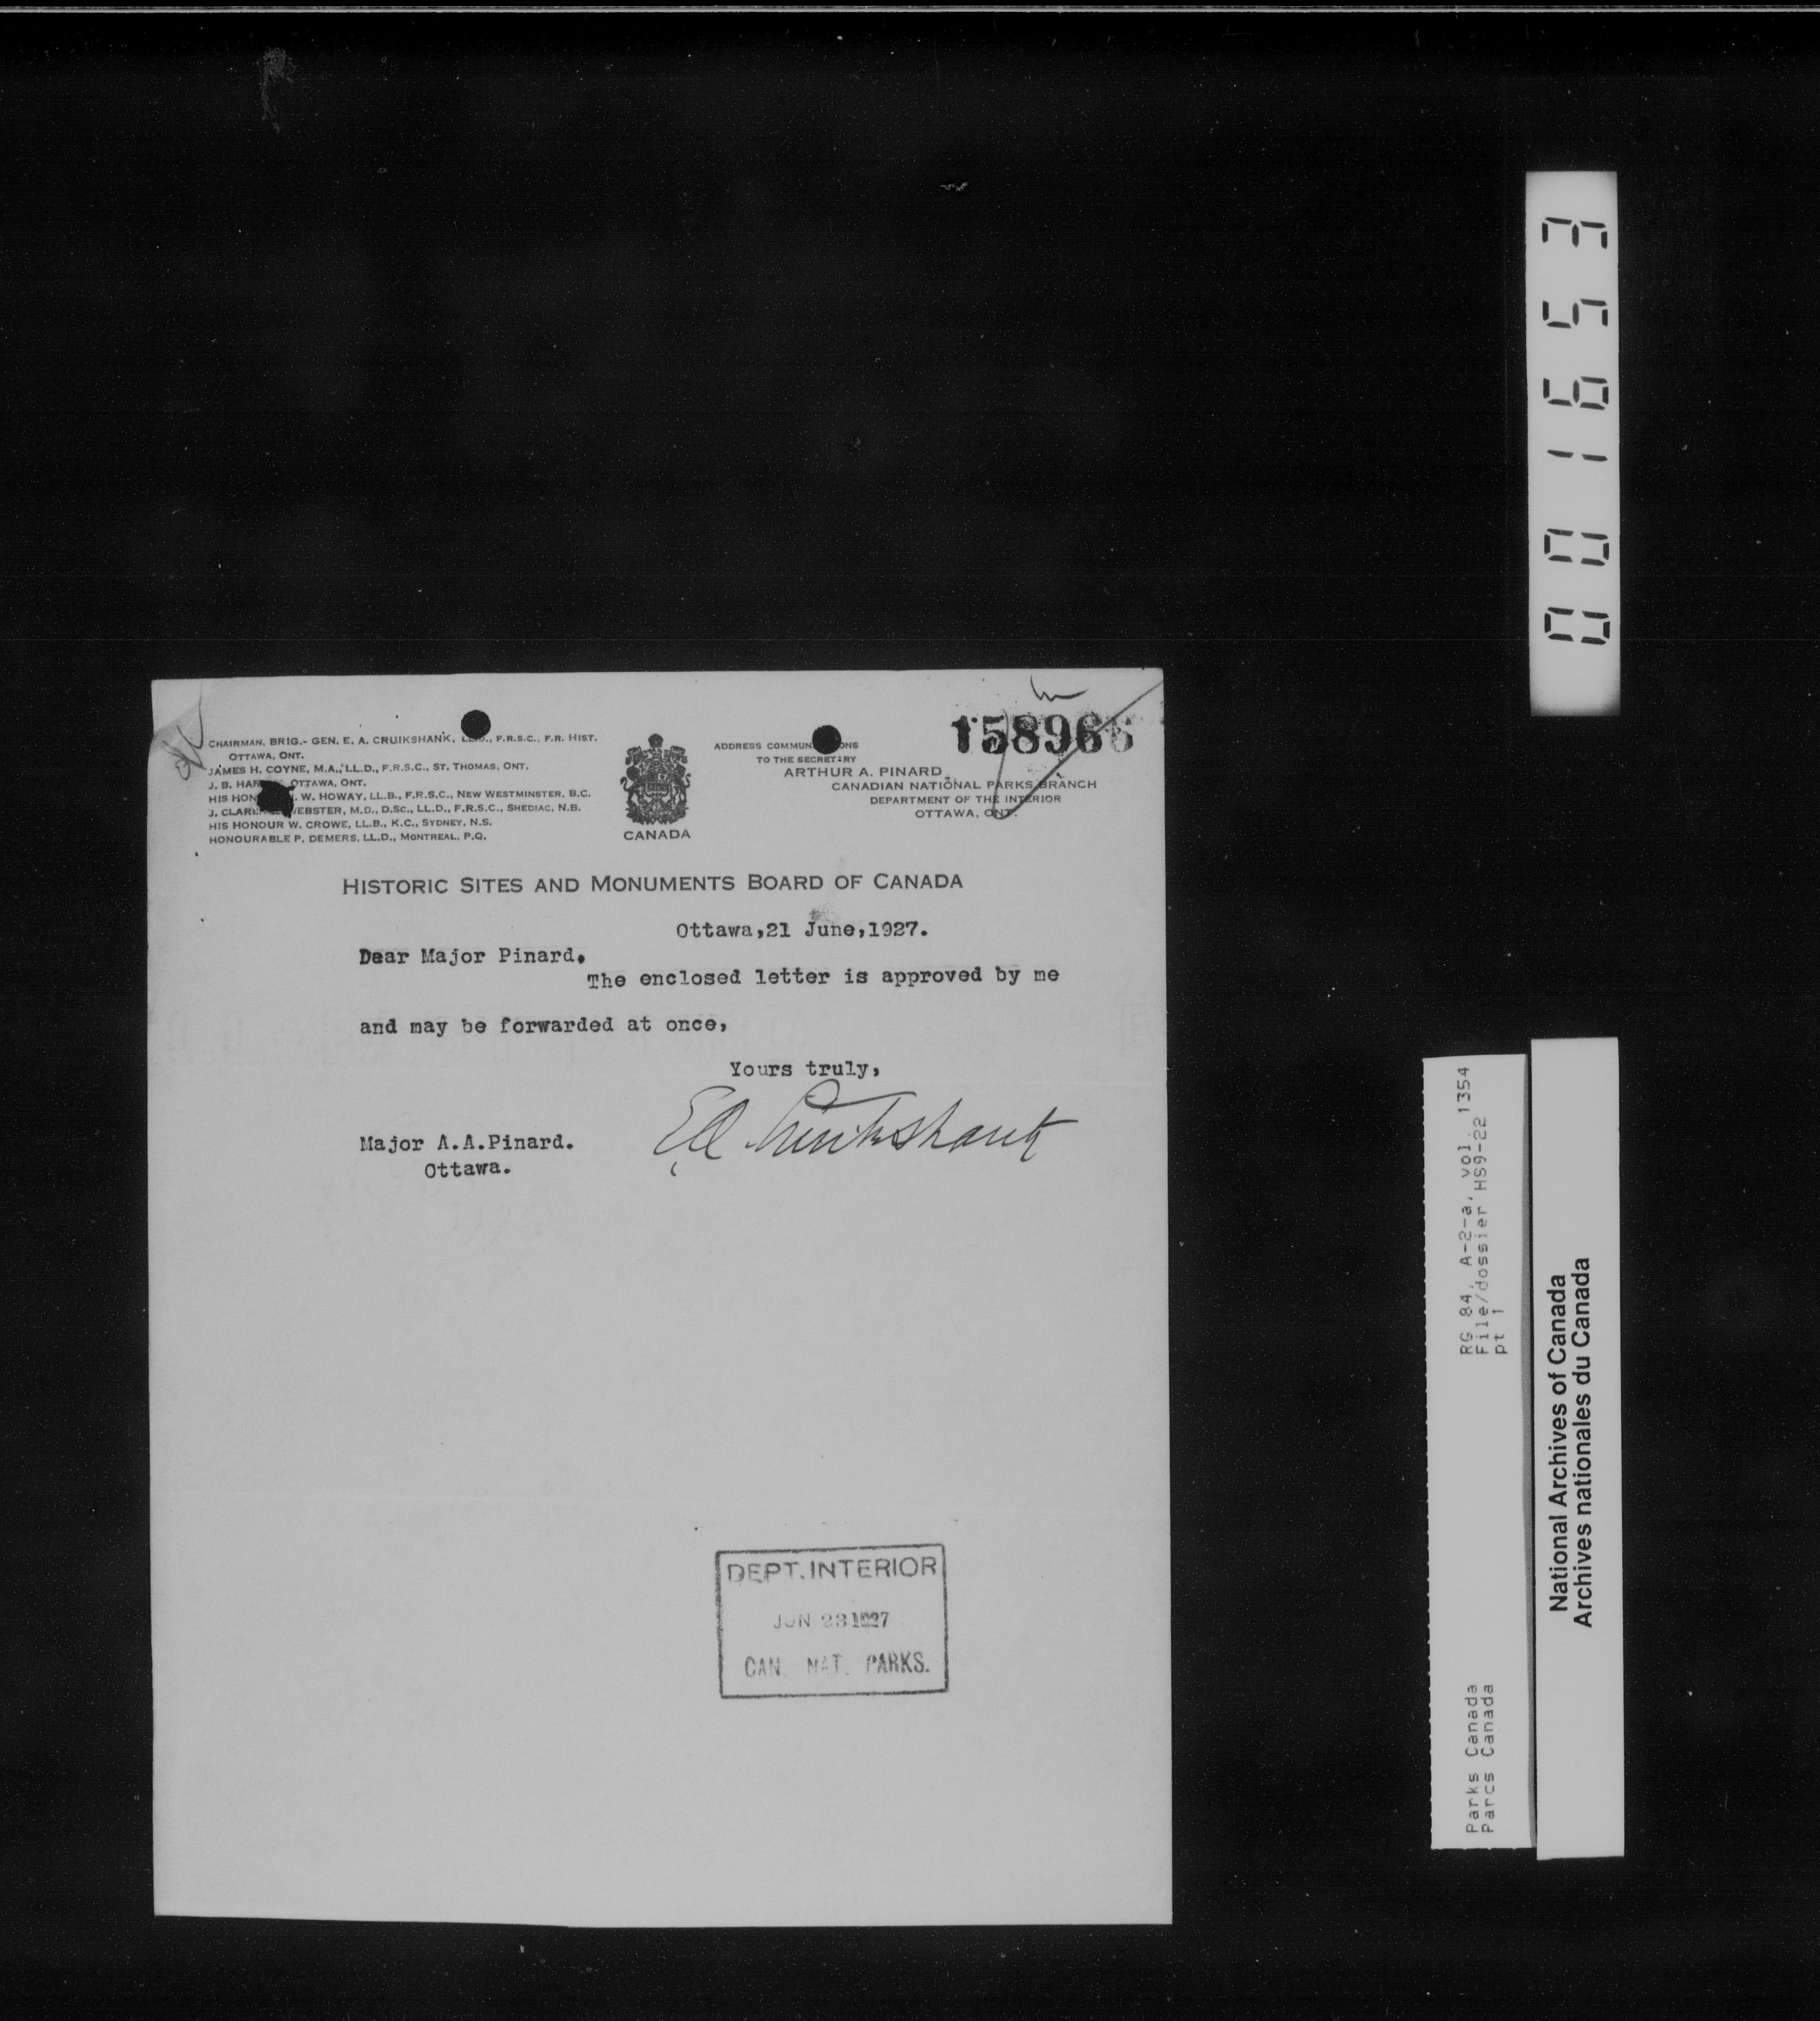 158966
CHAIRMAN, BRIG.- GEN. E. A. CRUIKSHANK, F.R.S.C., F.R. HIST.
OTTAWA, ONT.
JAMES H. COYNE, M.A., LL.D., F.R.S.C., ST. THOMAS, ONT.
J. B. OTTAWA, ONT.
HIS W. HOWAY, LL.B., F.R.S.C., NEW WESTMINSTER, B.C.
J. WEBSTER, M.D., D.SC., LL.D., F.R.S.C., SHEDIAC, N.B.
HIS HONOUR W. CROWE, LL.B., K.C., SYDNEY, N.S.
HONOURABLE P. DEMERS, LL.D., MONTREAL, P.Q.
CANADA
ADDRESS
TO THE SECRETARY
ARTHUR A. PINARD,
CANADIAN NATIONAL PARKS BRANCH
DEPARTMENT OF THE INTERIOR
OTTAWA, ONT.
HISTORIC SITES AND MONUMENTS BOARD OF CANADA
Ottawa,21 June,1927.
Dear Major Pinard.
The enclosed letter is approved by me
and may be forwarded at once,
Yours truly,
E A Cruikshank
Major A.A.Pinard.
Ottawa.
DEPT. INTERIOR
JUN 23 1927
CAN. NAT. PARKS.
001653
RG 84, A-2-a, vol. 1354
File/dossier HS9-22
pt 1
Parks Canada
Parcs Canada
National Archives of Canada
Archives nationales du Canada